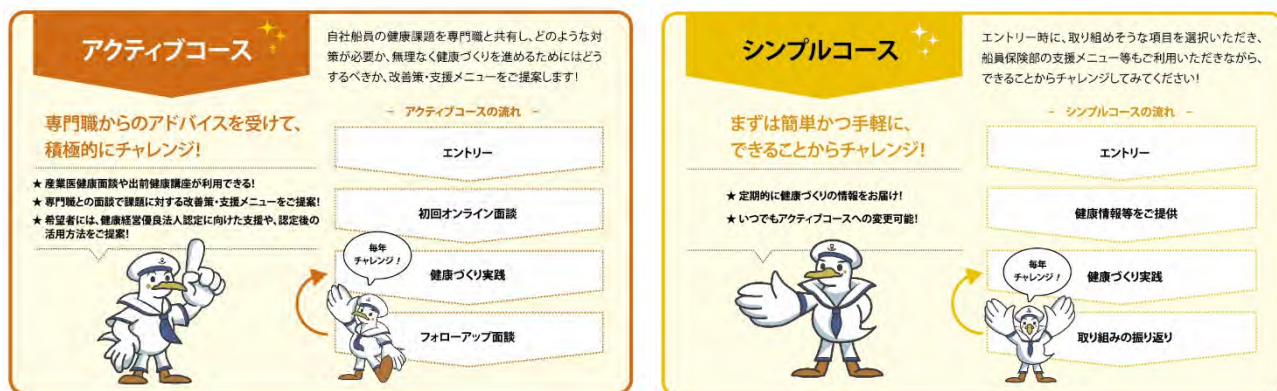 アクティブコース
自社船員の健康課題を専門職と共有し、どのような対
策が必要か、無理なく健康づくりを進めるためにはどう
するべきか、改善策・支援メニューをご提案します!
専門職からのアドバイスを受けて、
積極的にチャレンジ!
★ 産業医健康面談や出前健康講座が利用できる!
★ 専門職との面談で課題に対する改善策・支援メニューをご提案!
★ 希望者には、健康経営優良法人認定に向けた支援や、認定後の
活用方法をご提案!
- アクティブコースの流れ -
エントリー
初回オンライン面談
毎年
チャレンジ!
健康づくり実践
フォローアップ面談
シンプルコース
エントリー時に、取り組めそうな項目を選択いただき、
船員保険部の支援メニュー等もご利用いただきながら、
できることからチャレンジしてみてください!
まずは簡単かつ手軽に、
できることからチャレンジ!
★ 定期的に健康づくりの情報をお届け!
★ いつでもアクティブコースへの変更可能!
- シンプルコースの流れ -
エントリー
健康情報等をご提供
毎年
チャレンジ!
健康づくり実践
取り組みの振り返り